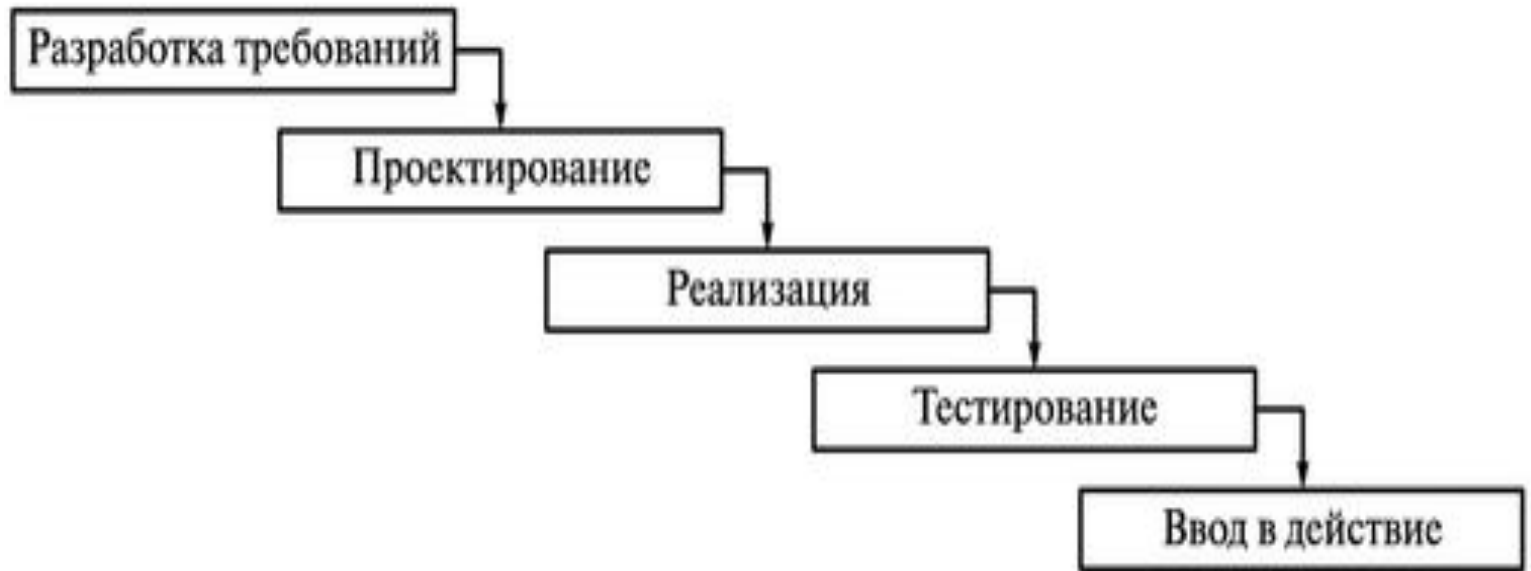 Разработка требований
Проектирование
Реализация
Тестирование
Ввод в действие